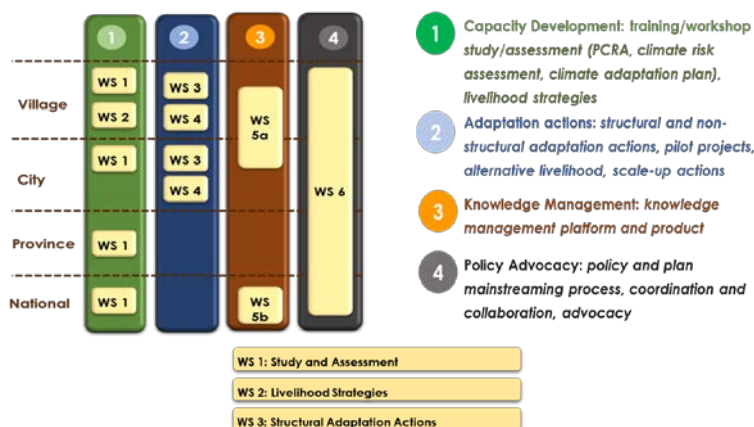 1
2
3
4
Village
City
Province
National
WS 1
WS 2
WS 1
WS 1
WS 1
WS 3
WS 4
WS 3
WS 4
WS
5a
WS
5b
WS 6
1
Capacity Development: training/workshop
study/assessment (PCRA, climate risk
assessment, climate adaptation plan),
livelihood strategies
2
Adaptation actions: structural and non-
structural adaptation actions, pilot projects,
alternative livelihood, scale-up actions
3
Knowledge Management: knowledge
management platform and product
4
Policy Advocacy: policy and plan
mainstreaming process, coordination and
collaboration, advocacy
WS 1: Study and Assessment
WS 2: Livelihood Strategies
WS 3: Structural Adaptation Actions